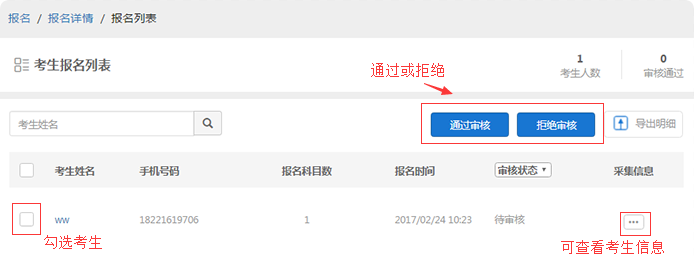 报名 / 报名详情 / 报名列表
考生报名列表
1
考生人数
0
审核通过
通过或拒绝
考生姓名
通过审核
拒绝审核
导出明细
考生姓名 手机号码 报名科目数 报名时间 审核状态 采集信息
ww 18221619706 1 2017/02/24 10:23 待审核
勾选考生
可查看考生信息